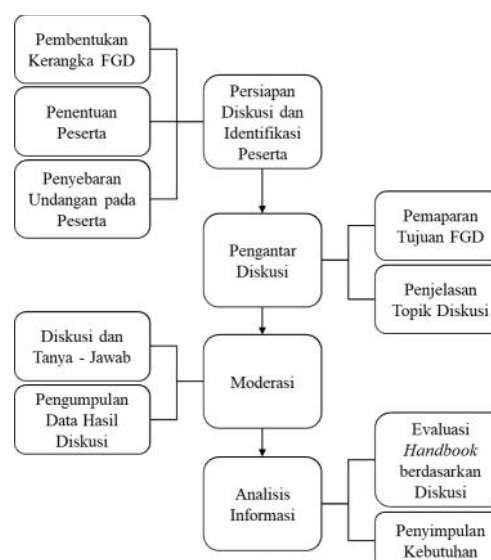 Pembentukan
Kerangka FGD
Penentuan
Peserta
Penyebaran
Undangan pada
Peserta
Persiapan
Diskusi dan
Identifikasi
Peserta
Pengantar
Diskusi
Pemaparan
Tujuan FGD
Penjelasan
Topik Diskusi
Diskusi dan
Tanya - Jawab
Pengumpulan
Data Hasil
Diskusi
Moderasi
Analisis
Informasi
Evaluasi
Handbook
berdasarkan
Diskusi
Penyimpulan
Kebutuhan